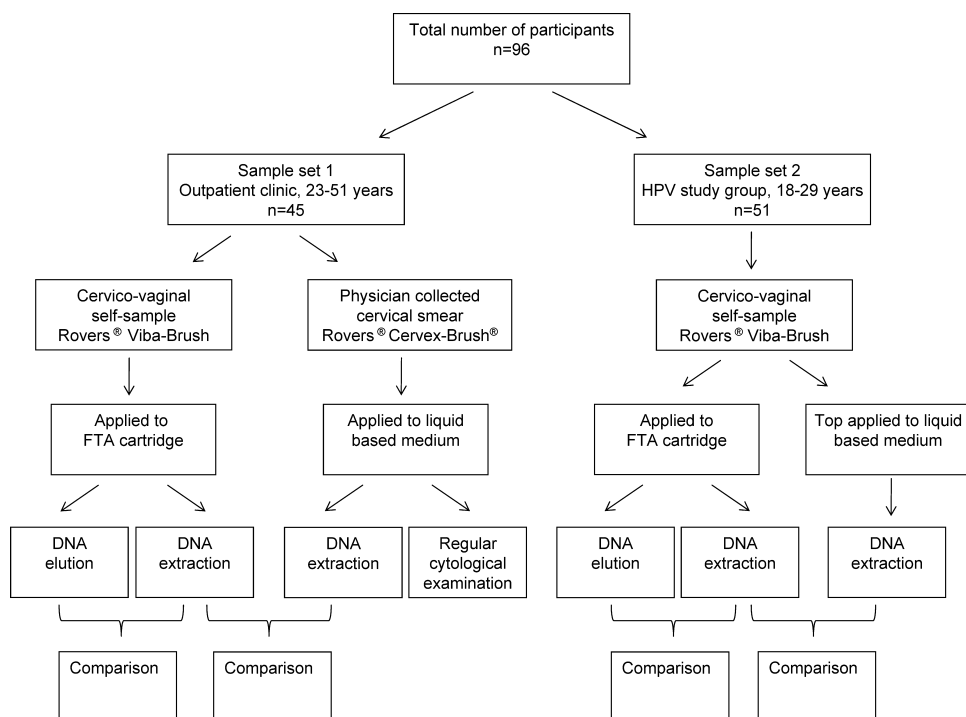 Total number of participants
n=96
Sample set 1
Outpatient clinic, 23-51 years
n=45
Sample set 2
HPV study group, 18-29 years
n=51
Cervico-vaginal
self-sample
Rovers® Viba-Brush
Physician collected
cervical smear
Rovers® Cervex-Brush®
Cervico-vaginal
self-sample
Rovers® Viba-Brush
Applied to
FTA cartridge
Applied to liquid
based medium
Applied to
FTA cartridge
Top applied to liquid
based medium
DNA
elution
DNA
extraction
DNA
extraction
Regular
cytological
examination
DNA
elution
DNA
extraction
DNA
extraction
Comparison
Comparison
Comparison
Comparison